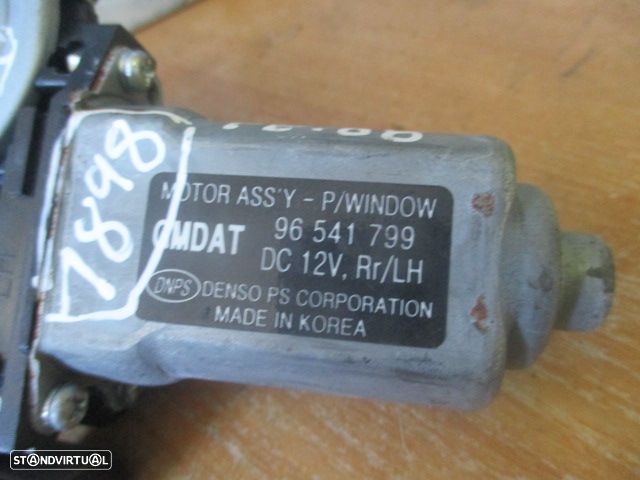 7898
MOTOR ASS'Y - P/WINDOW
GMDAT 96 541 799
DC 12V, Rr/LH
DNPS DENSO PS CORPORATION
MADE IN KOREA
STANDVIRTUAL